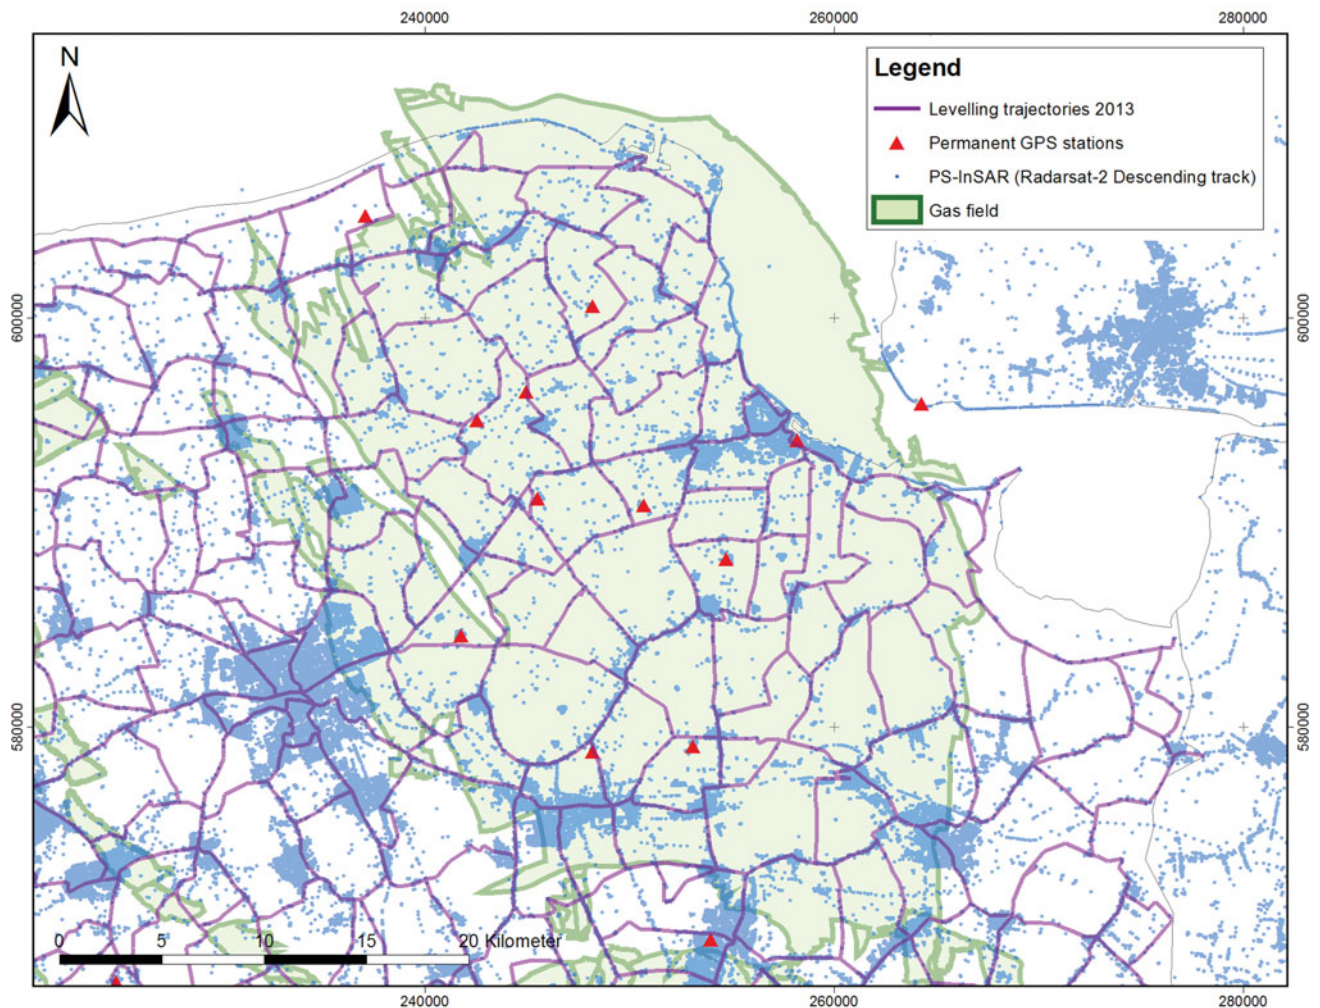 240000 260000 280000
N
Legend
Levelling trajectories 2013
Permanent GPS stations
PS-InSAR (Radarsat-2 Descending track)
Gas field
600000 600000
580000 580000
0 5 10 15 20 Kilometer
240000 260000 280000